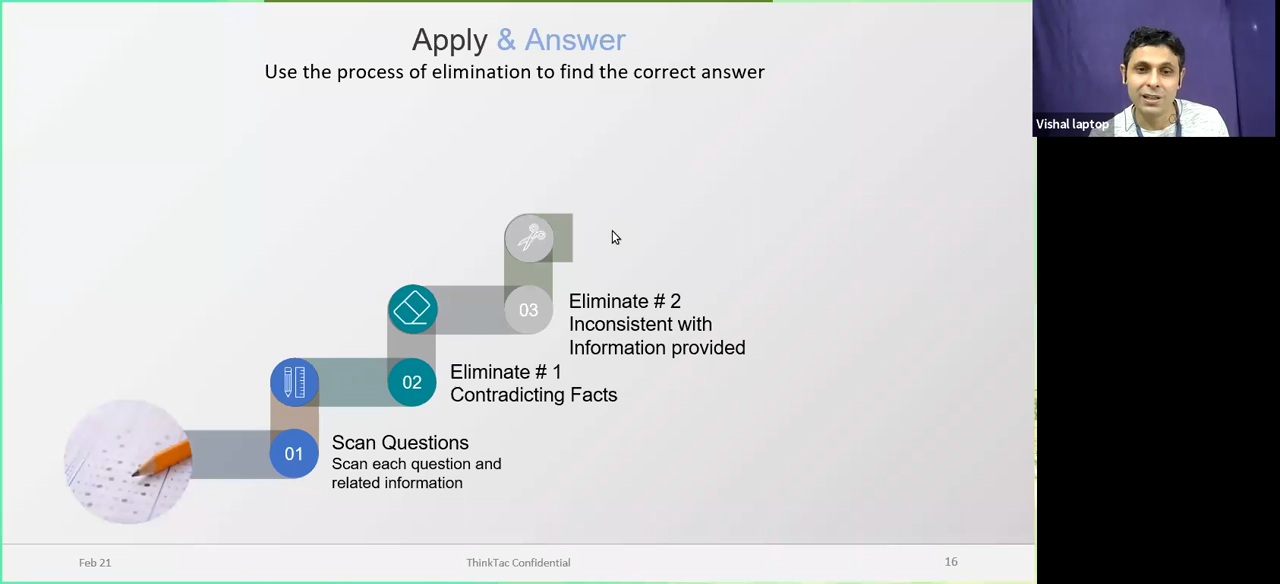 Apply & Answer
Use the process of elimination to find the correct answer
Vishal laptop
03
Eliminate # 2
Inconsistent with
Information provided
02
Eliminate # 1
Contradicting Facts
01
Scan Questions
Scan each question and
related information
Feb 21
ThinkTac Confidential
16